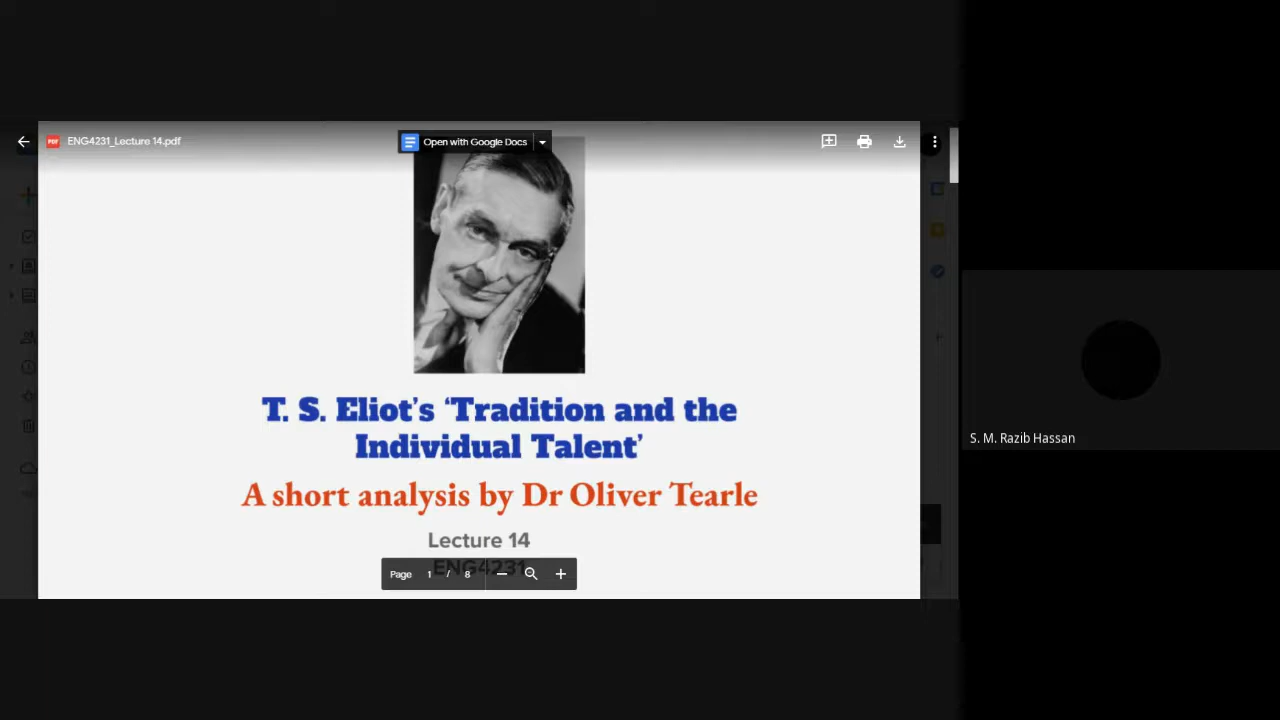 ENG4231_Lecture 14.pdf
Open with Google Docs
T. S. Eliot's ‘Tradition and the
Individual Talent’
A short analysis by Dr Oliver Tearle
Lecture 14
ENG4231
Page 1 / 8
S. M. Razib Hassan